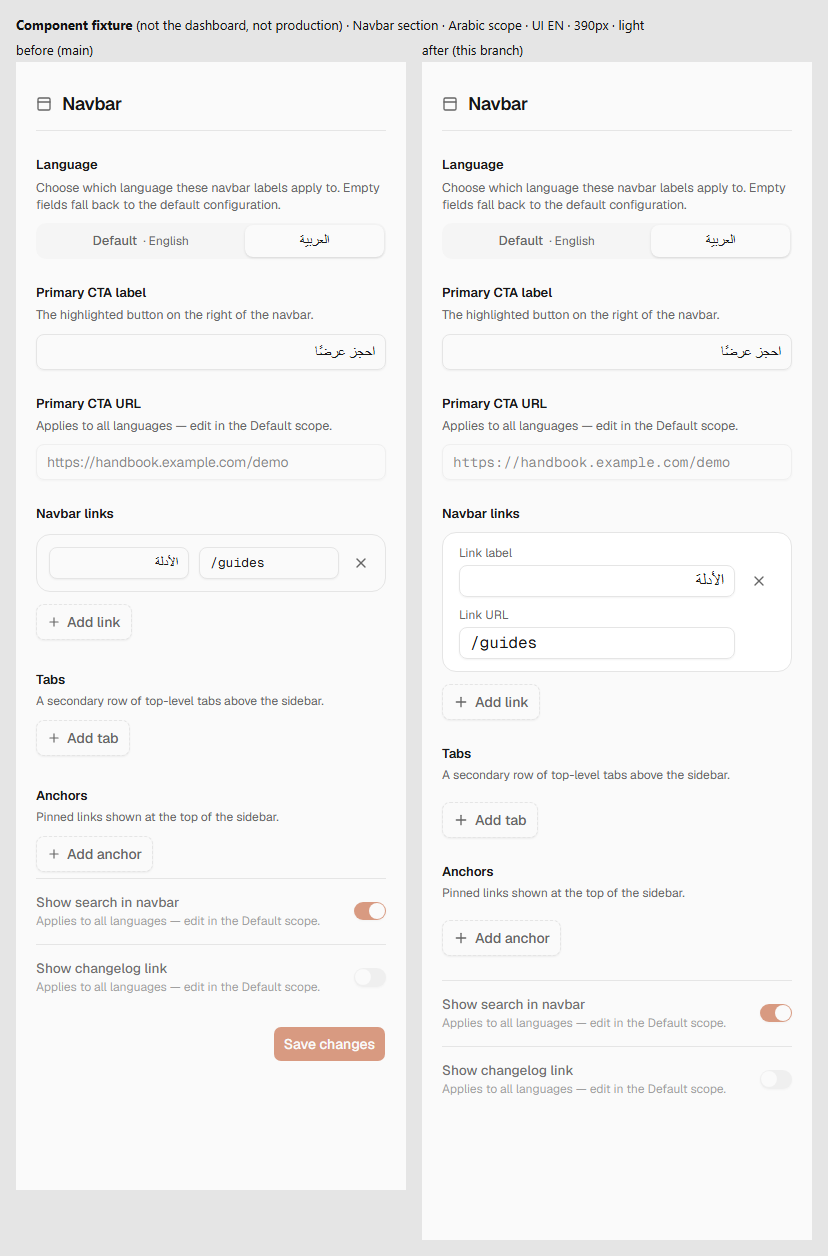 Component fixture (not the dashboard, not production) · Navbar section · Arabic scope · UI EN · 390px · light
before (main)
Navbar
Language
Choose which language these navbar labels apply to. Empty
fields fall back to the default configuration.
Default · English
العربية
Primary CTA label
The highlighted button on the right of the navbar.
احجز عرضًا
Primary CTA URL
Applies to all languages — edit in the Default scope.
https://handbook.example.com/demo
Navbar links
الأدلة
/guides
+ Add link
Tabs
A secondary row of top-level tabs above the sidebar.
+ Add tab
Anchors
Pinned links shown at the top of the sidebar.
+ Add anchor
Show search in navbar
Applies to all languages — edit in the Default scope.
Show changelog link
Applies to all languages — edit in the Default scope.
Save changes
after (this branch)
Navbar
Language
Choose which language these navbar labels apply to. Empty
fields fall back to the default configuration.
Default · English
العربية
Primary CTA label
The highlighted button on the right of the navbar.
احجز عرضًا
Primary CTA URL
Applies to all languages — edit in the Default scope.
https://handbook.example.com/demo
Navbar links
Link label
الأدلة
Link URL
/guides
+ Add link
Tabs
A secondary row of top-level tabs above the sidebar.
+ Add tab
Anchors
Pinned links shown at the top of the sidebar.
+ Add anchor
Show search in navbar
Applies to all languages — edit in the Default scope.
Show changelog link
Applies to all languages — edit in the Default scope.